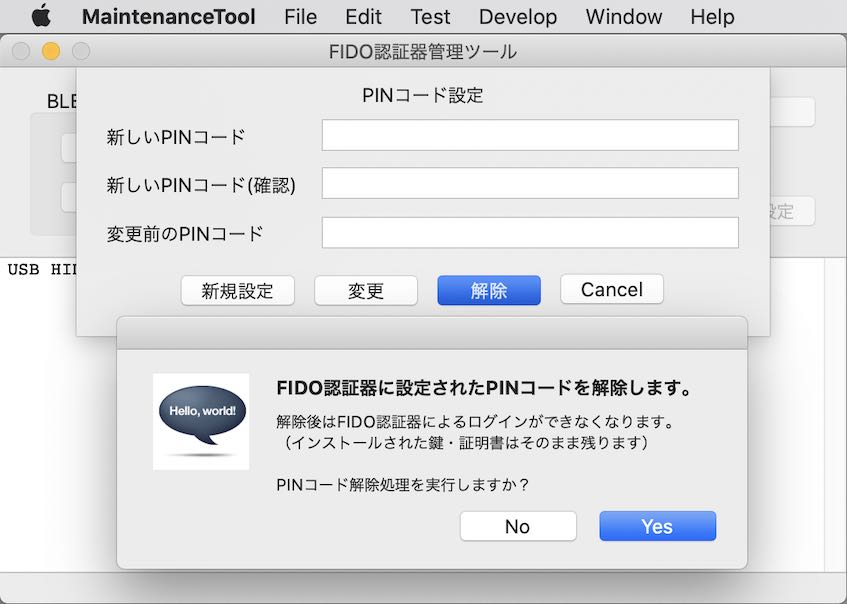 MaintenanceTool File Edit Test Develop Window Help
FIDO認証器管理ツール
BLE
PINコード設定
新しいPINコード
新しいPINコード(確認)
変更前のPINコード
設定
USB HID
新規設定 変更 解除 Cancel
Hello, world!
FIDO認証器に設定されたPINコードを解除します。
解除後はFIDO認証器によるログインができなくなります。
（インストールされた鍵・証明書はそのまま残ります）
PINコード解除処理を実行しますか？
No Yes